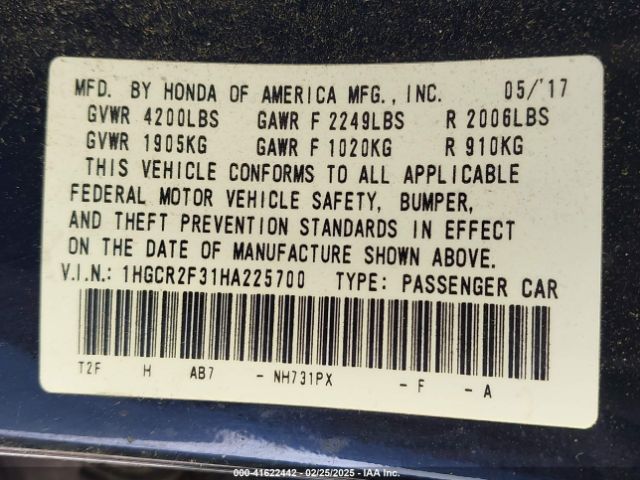 MFD. BY HONDA OF AMERICA MFG., INC. 05/'17
GVWR 4200LBS GAWR F 2249LBS R 2006LBS
GVWR 1905KG GAWR F 1020KG R 910KG
THIS VEHICLE CONFORMS TO ALL APPLICABLE
FEDERAL MOTOR VEHICLE SAFETY, BUMPER,
AND THEFT PREVENTION STANDARDS IN EFFECT
ON THE DATE OF MANUFACTURE SHOWN ABOVE.
V.I.N.: 1HGCR2F31HA225700 TYPE: PASSENGER CAR
T2F H AB7 - NH731PX - F - A
000-41622442 - 02/25/2025 - IAA Inc.